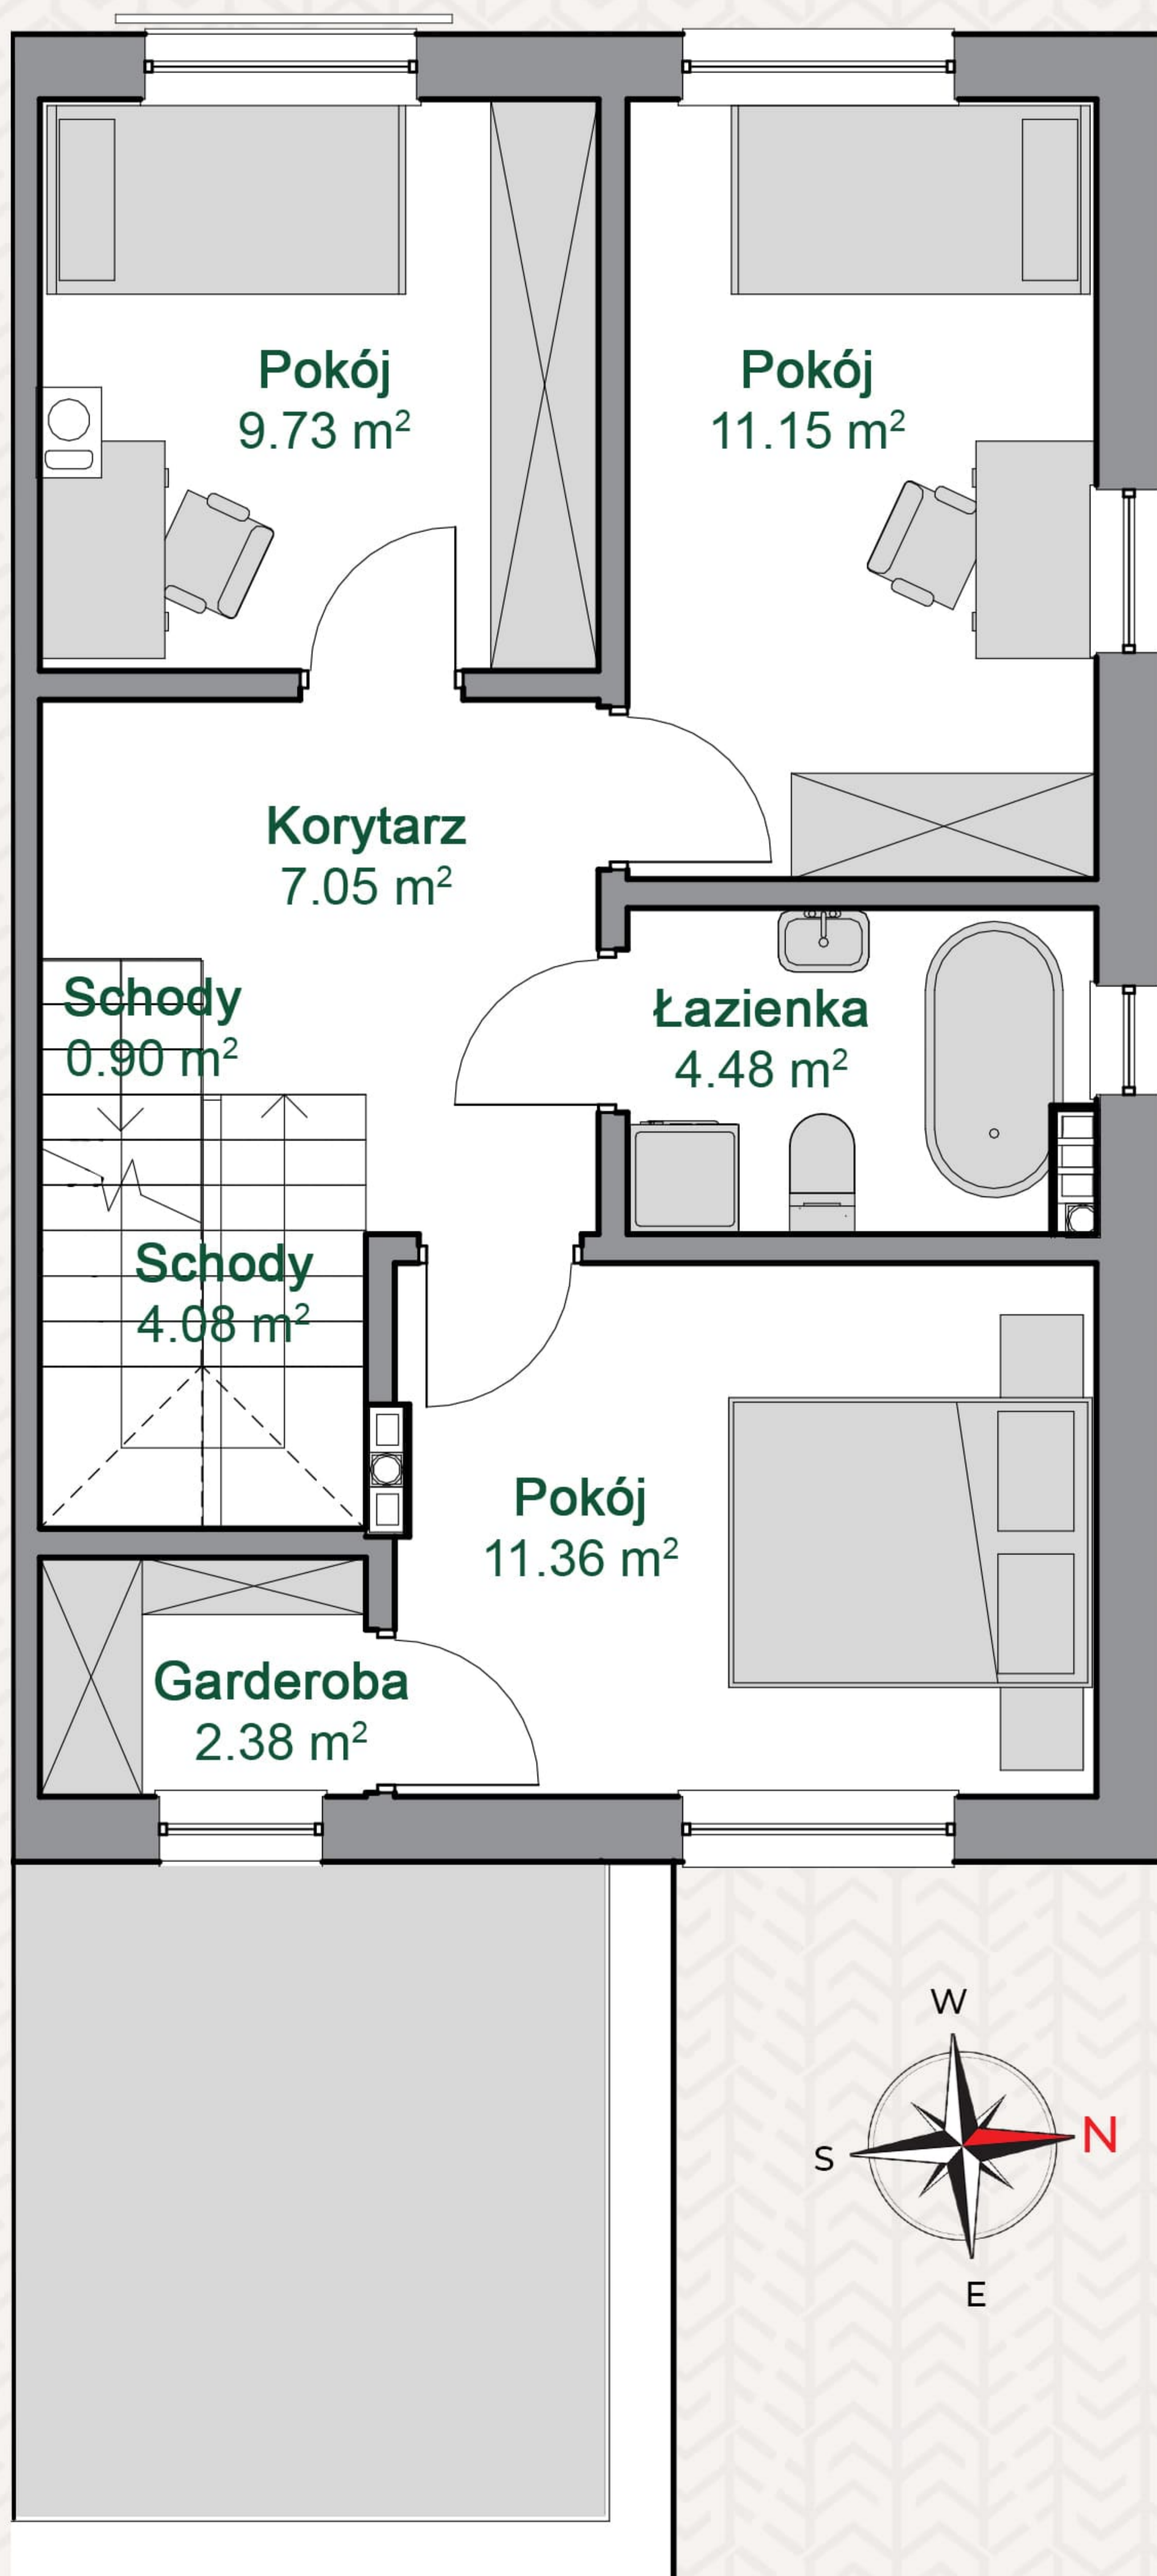 Pokój
9.73 m²
Pokój
11.15 m²
Korytarz
7.05 m²
Schody
0.90 m²
Łazienka
4.48 m²
Schody
4.08 m²
Pokój
11.36 m²
Garderoba
2.38 m²
W
S
N
E